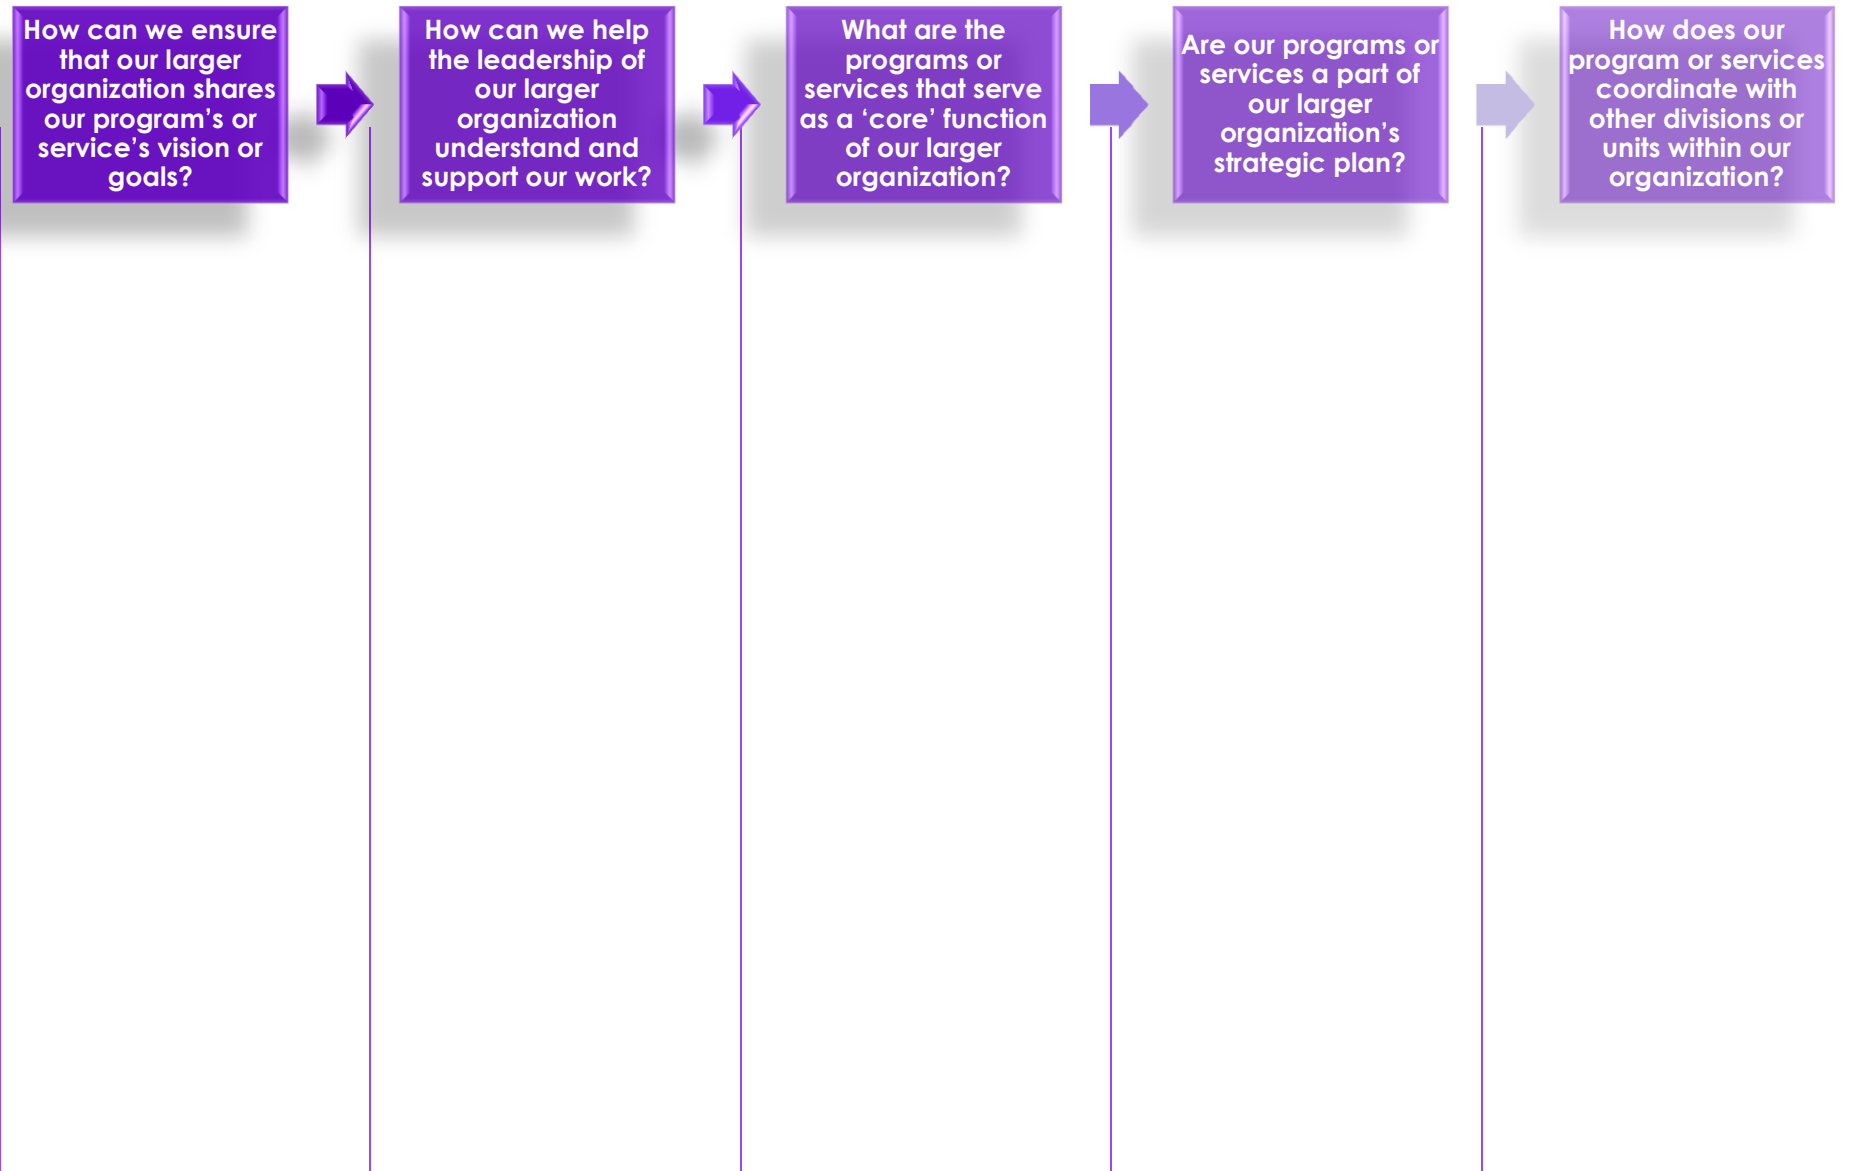 How can we ensure
that our larger
organization shares
our program’s or
service’s vision or
goals?
How can we help
the leadership of
our larger
organization
understand and
support our work?
What are the
programs or
services that serve
as a ‘core’ function
of our larger
organization?
Are our programs or
services a part of
our larger
organization’s
strategic plan?
How does our
program or services
coordinate with
other divisions or
units within our
organization?